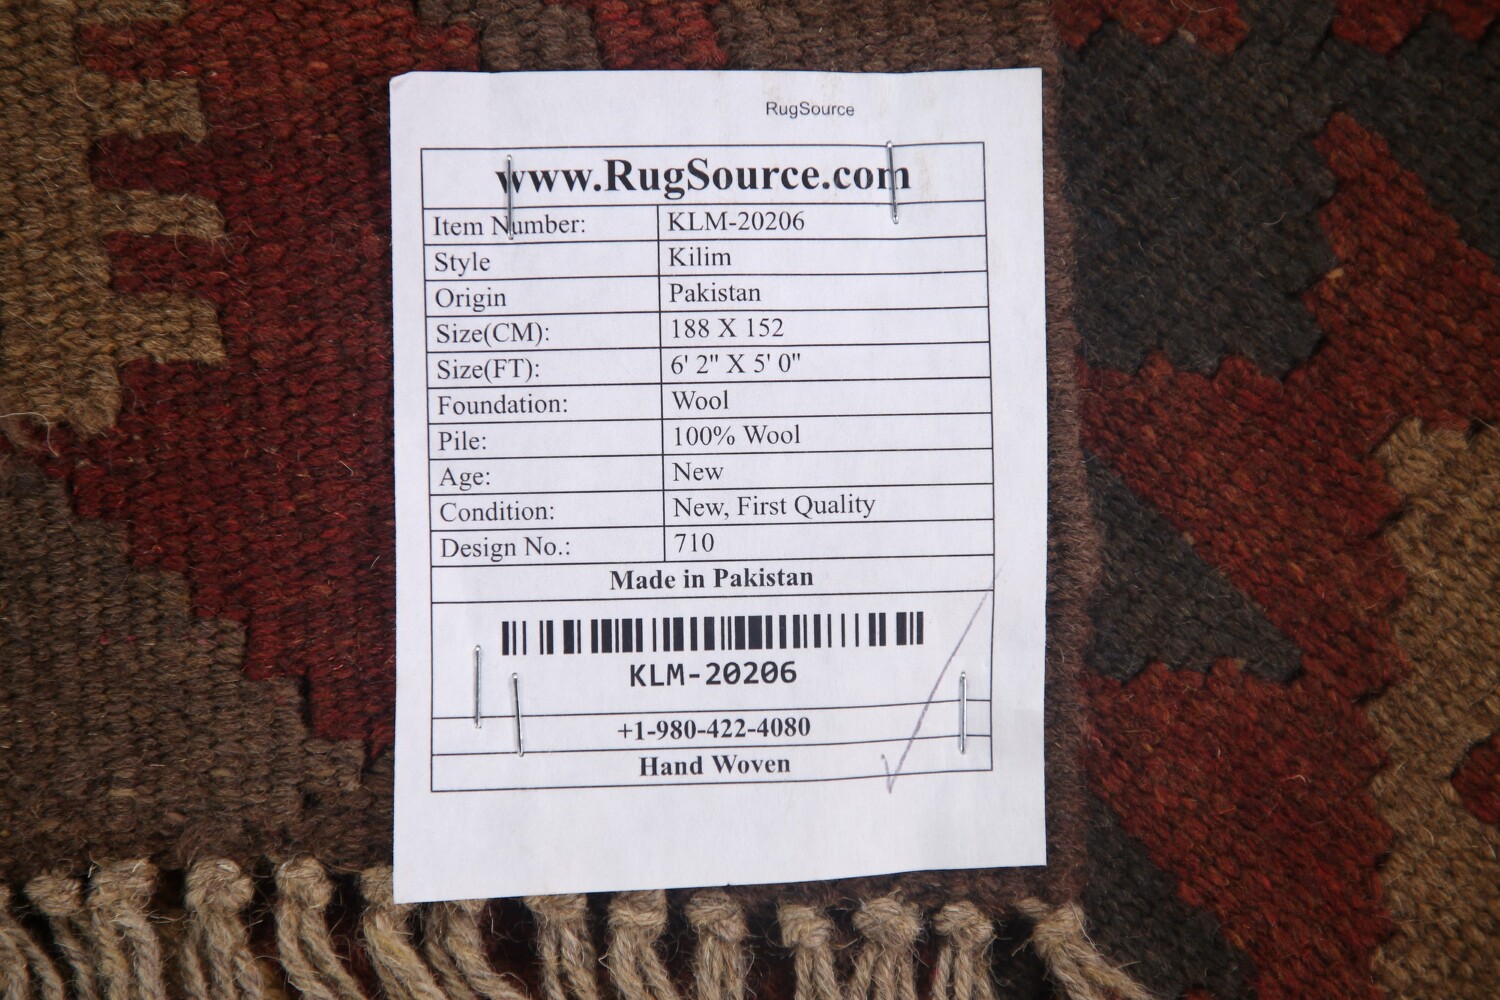 RugSource
www.RugSource.com
Item Number: KLM-20206
Style Kilim
Origin Pakistan
Size(CM): 188 X 152
Size(FT): 6' 2" X 5' 0"
Foundation: Wool
Pile: 100% Wool
Age: New
Condition: New, First Quality
Design No.: 710
Made in Pakistan
KLM-20206
+1-980-422-4080
Hand Woven